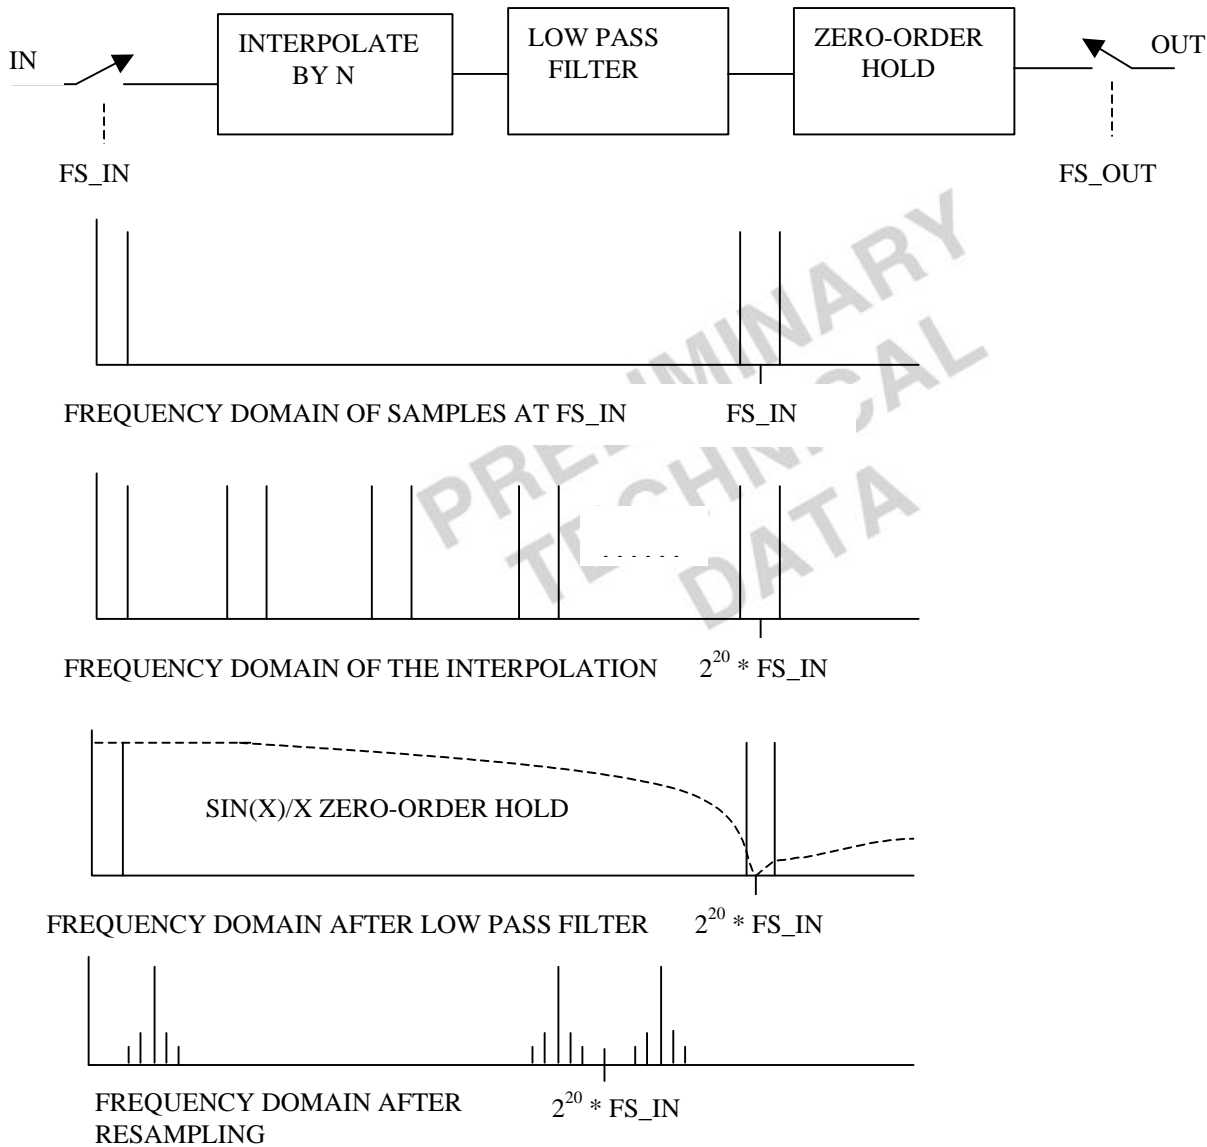 IN
INTERPOLATE
BY N
LOW PASS
FILTER
ZERO-ORDER
HOLD
OUT
FS_IN
FS_OUT
PRELIMINARY
TECHNICAL
DATA
FREQUENCY DOMAIN OF SAMPLES AT FS_IN
FS_IN
......
FREQUENCY DOMAIN OF THE INTERPOLATION
2^20 * FS_IN
SIN(X)/X ZERO-ORDER HOLD
FREQUENCY DOMAIN AFTER LOW PASS FILTER
2^20 * FS_IN
FREQUENCY DOMAIN AFTER
RESAMPLING
2^20 * FS_IN